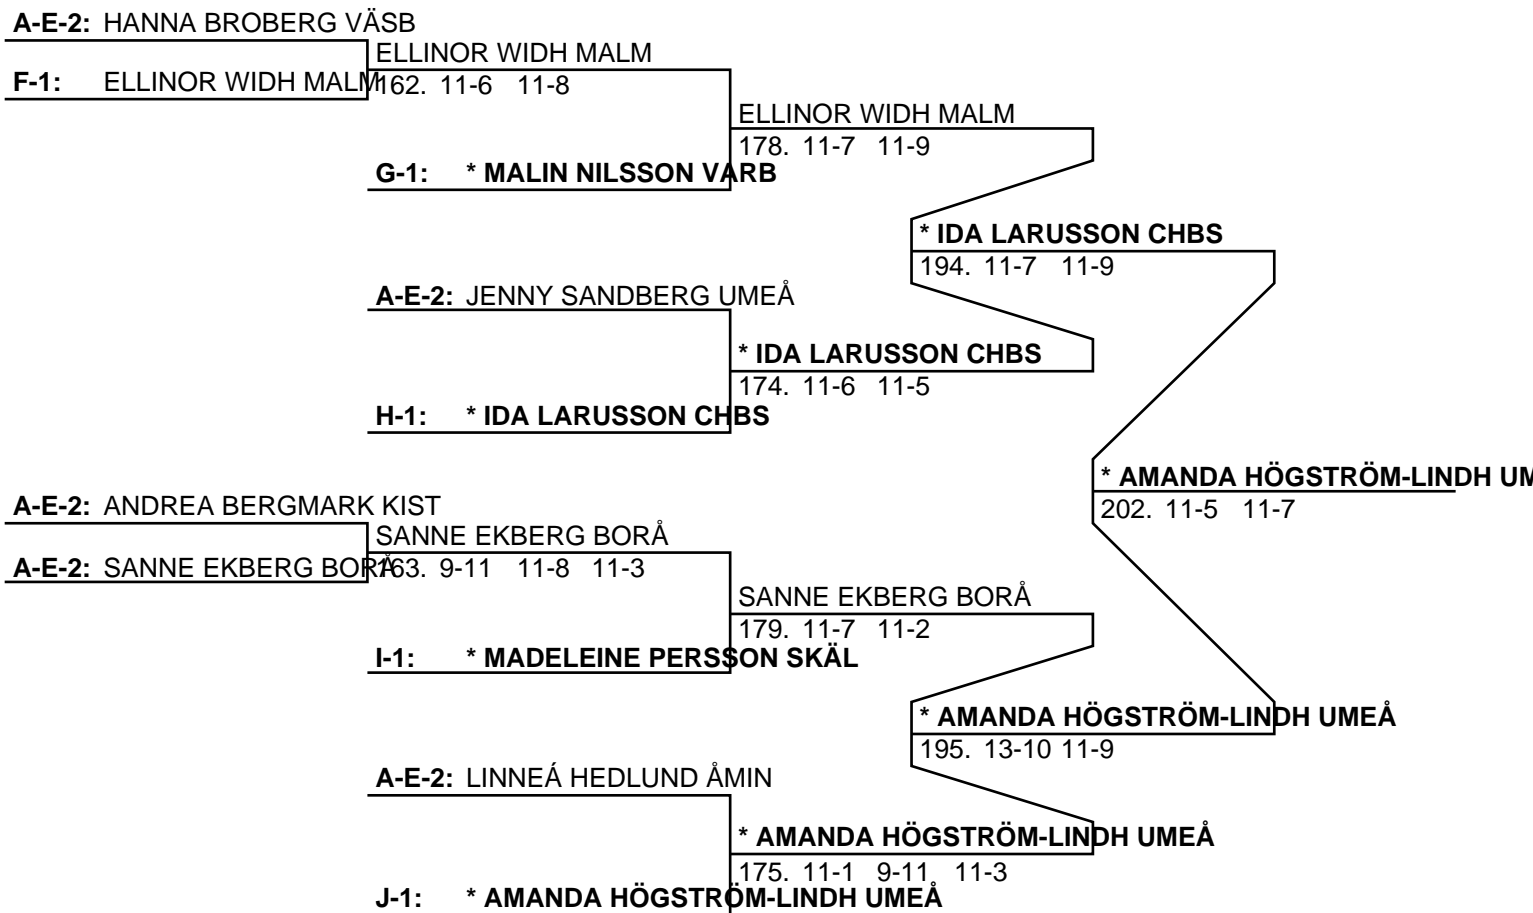 A-E-2: HANNA BROBERG VÄSB
ELLINOR WIDH MALM
F-1: ELLINOR WIDH MALM
162. 11-6 11-8
ELLINOR WIDH MALM
178. 11-7 11-9
G-1: * MALIN NILSSON VARB
* IDA LARUSSON CHBS
194. 11-7 11-9
A-E-2: JENNY SANDBERG UMEÅ
* IDA LARUSSON CHBS
174. 11-6 11-5
H-1: * IDA LARUSSON CHBS
* AMANDA HÖGSTRÖM-LINDH UM
202. 11-5 11-7
A-E-2: ANDREA BERGMARK KIST
SANNE EKBERG BORÅ
A-E-2: SANNE EKBERG BORÅ
163. 9-11 11-8 11-3
SANNE EKBERG BORÅ
179. 11-7 11-2
I-1: * MADELEINE PERSSON SKÄL
* AMANDA HÖGSTRÖM-LINDH UMEÅ
195. 13-10 11-9
A-E-2: LINNEÁ HEDLUND ÅMIN
* AMANDA HÖGSTRÖM-LINDH UMEÅ
175. 11-1 9-11 11-3
J-1: * AMANDA HÖGSTRÖM-LINDH UMEÅ